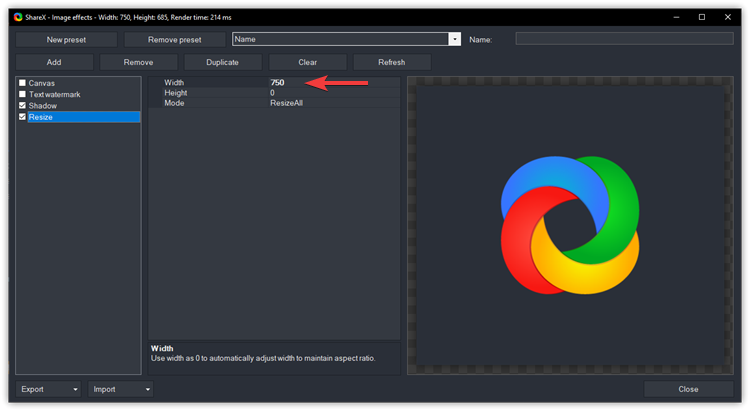 ShareX - Image effects - Width: 750, Height: 685, Render time: 214 ms
New preset Remove preset Name Name:
Add Remove Duplicate Clear Refresh
Canvas
Text watermark
Shadow
Resize
Width 750
Height 0
Mode ResizeAll
Width
Use width as 0 to automatically adjust width to maintain aspect ratio.
Export Import Close